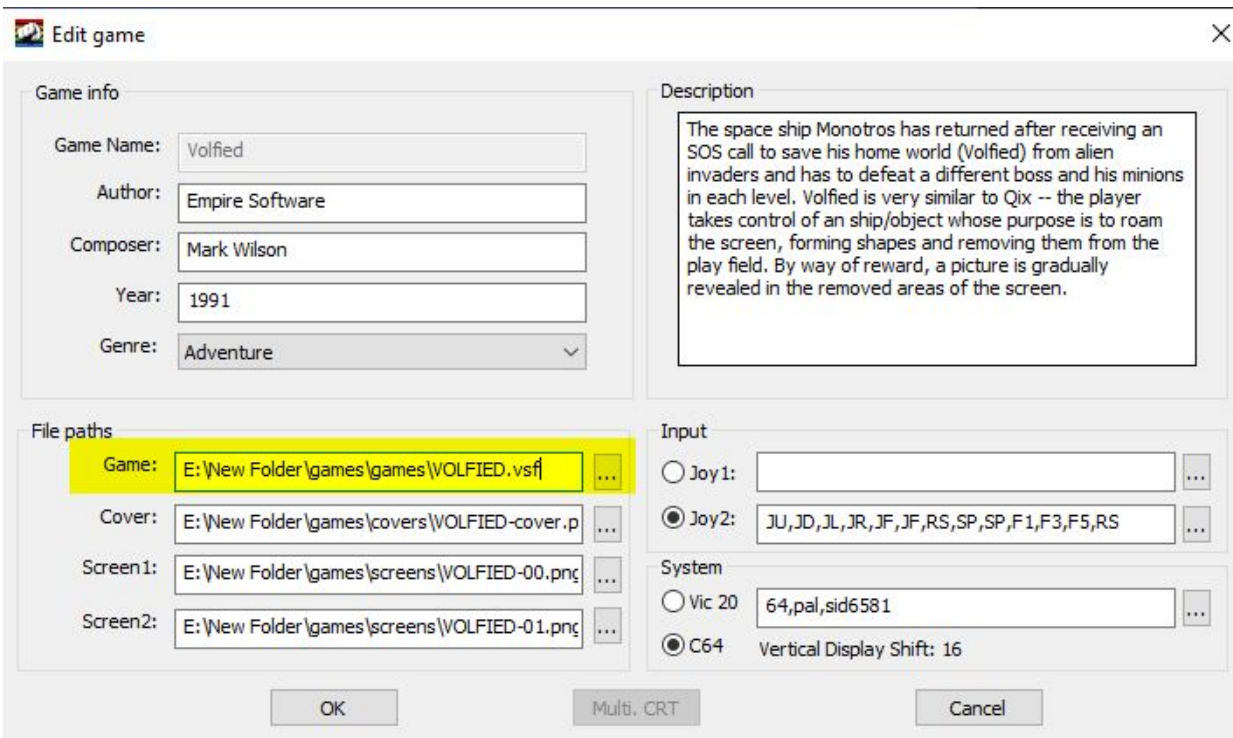 Edit game
Game info
Game Name: Volfied
Author: Empire Software
Composer: Mark Wilson
Year: 1991
Genre: Adventure
Description
The space ship Monotros has returned after receiving an
SOS call to save his home world (Volfied) from alien
invaders and has to defeat a different boss and his minions
in each level. Volfied is very similar to Qix -- the player
takes control of an ship/object whose purpose is to roam
the screen, forming shapes and removing them from the
play field. By way of reward, a picture is gradually
revealed in the removed areas of the screen.
File paths
Game: E:\New Folder\games\games\VOLFIED.vsf ...
Cover: E:\New Folder\games\covers\VOLFIED-cover.p ...
Screen1: E:\New Folder\games\screens\VOLFIED-00.png ...
Screen2: E:\New Folder\games\screens\VOLFIED-01.png ...
Input
Joy1: ...
Joy2: JU,JD,JL,JR,JF,JF,RS,SP,SP,F1,F3,F5,RS ...
System
Vic 20 64,pal,sid6581 ...
C64 Vertical Display Shift: 16
OK
Multi. CRT
Cancel